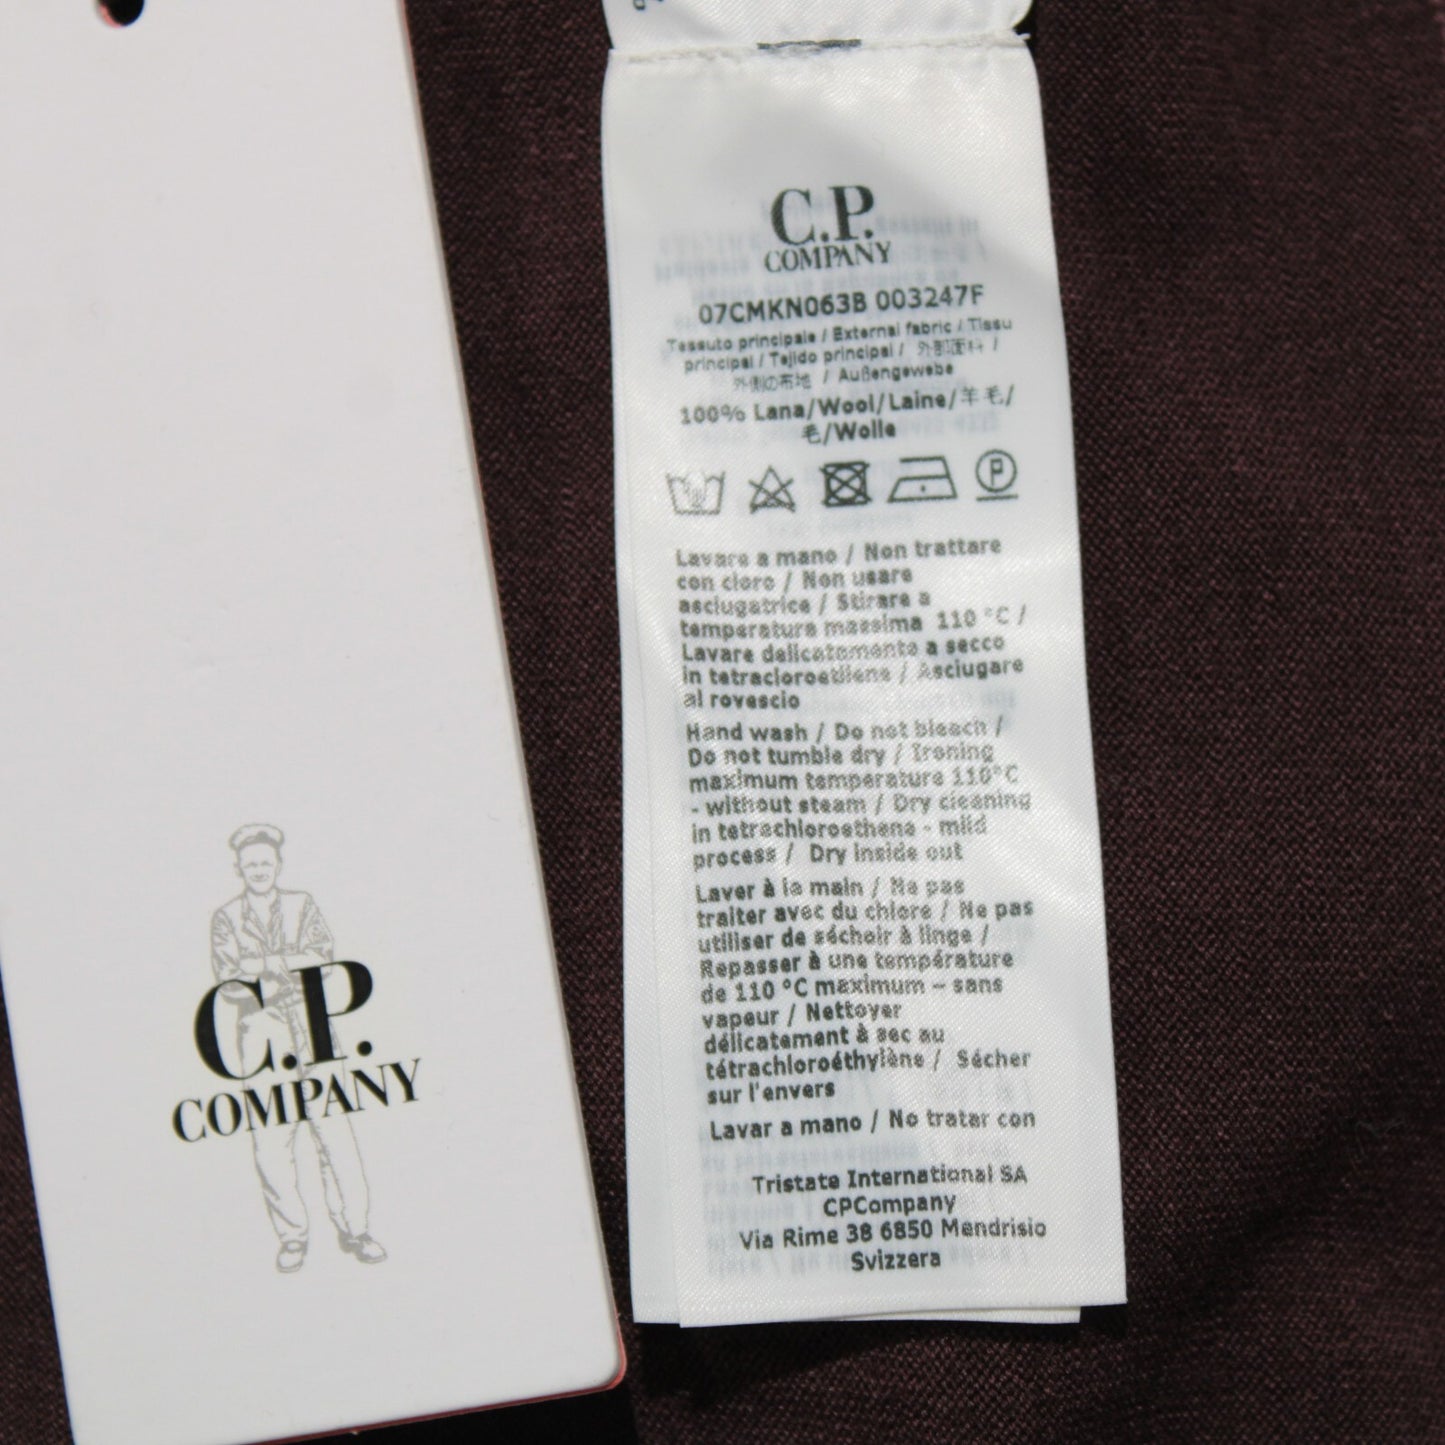 C.P.
COMPANY
C.P.
COMPANY
07CMKN063B 003247F
Tessuto principale / External fabric / Tissu
principal / Tejido principal / 外部面料 /
外側の布地 / Außengewebe
100% Lana/Wool/Laine/羊毛/
毛/Wolle
P
Lavare a mano / Non trattare
con cloro / Non usare
asciugatrice / Stirare a
temperatura massima 110 °C /
Lavare delicatamente a secco
in tetracloroetilene / Asciugare
al rovescio
Hand wash / Do not bleach /
Do not tumble dry / Ironing
maximum temperature 110°C
- without steam / Dry cleaning
in tetrachloroethene - mild
process / Dry inside out
Laver à la main / Ne pas
traiter avec du chlore / Ne pas
utiliser de séchoir à linge /
Repasser à une température
de 110 °C maximum – sans
vapeur / Nettoyer
délicatement à sec au
tétrachloroéthylène / Sécher
sur l'envers
Lavar a mano / No tratar con
Tristate International SA
CPCompany
Via Rime 38 6850 Mendrisio
Svizzera